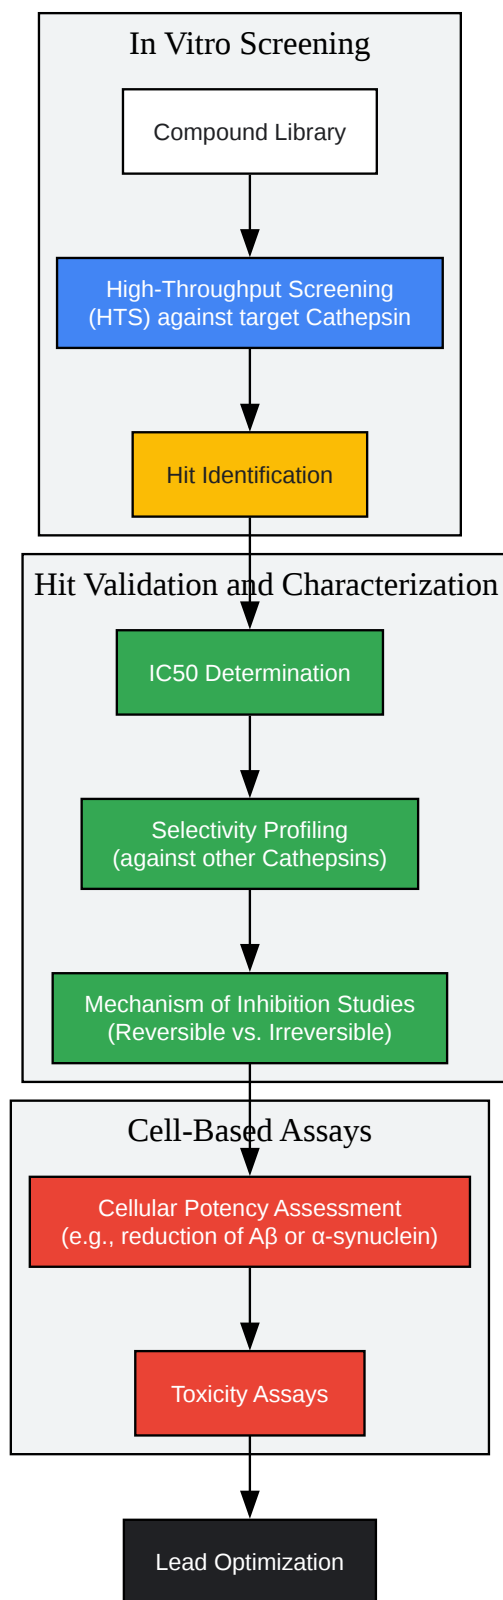 In Vitro Screening
Compound Library
High-Throughput Screening
(HTS) against target Cathepsin
Hit Identification
Hit Validation and Characterization
IC50 Determination
Selectivity Profiling
(against other Cathepsins)
Mechanism of Inhibition Studies
(Reversible vs. Irreversible)
Cell-Based Assays
Cellular Potency Assessment
(e.g., reduction of Aβ or α-synuclein)
Toxicity Assays
Lead Optimization